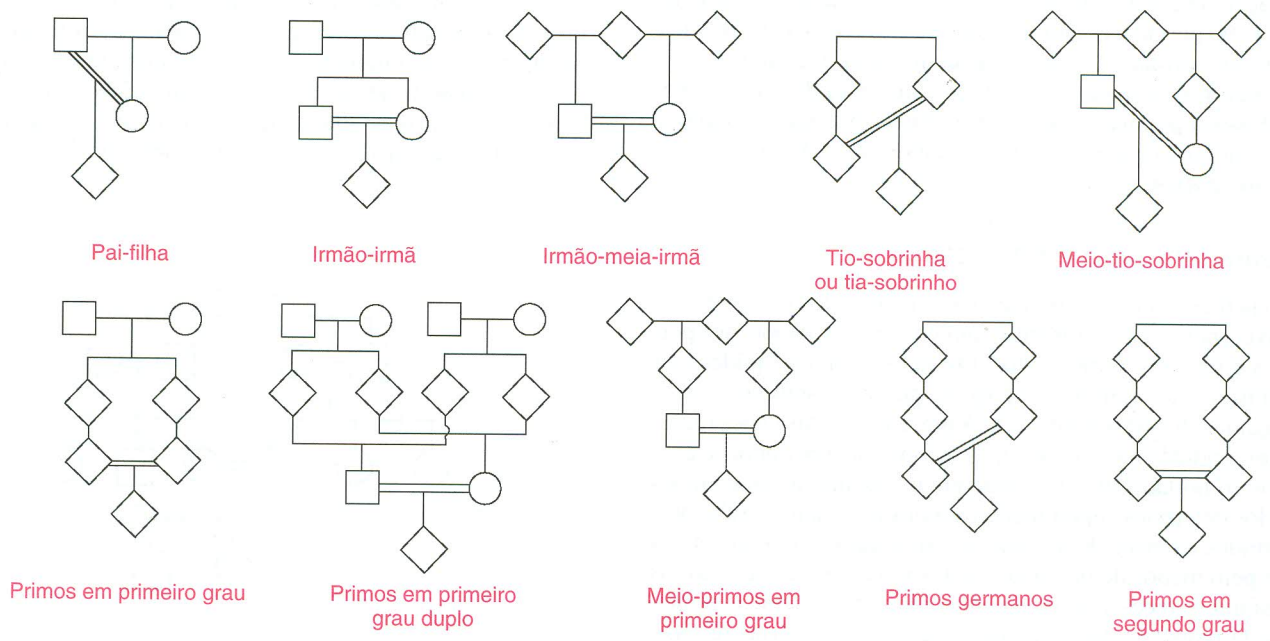 Pai-filha
Irmão-irmã
Irmão-meia-irmã
Tio-sobrinha
ou tia-sobrinho
Meio-tio-sobrinha
Primos em primeiro grau
Primos em primeiro
grau duplo
Meio-primos em
primeiro grau
Primos germanos
Primos em
segundo grau